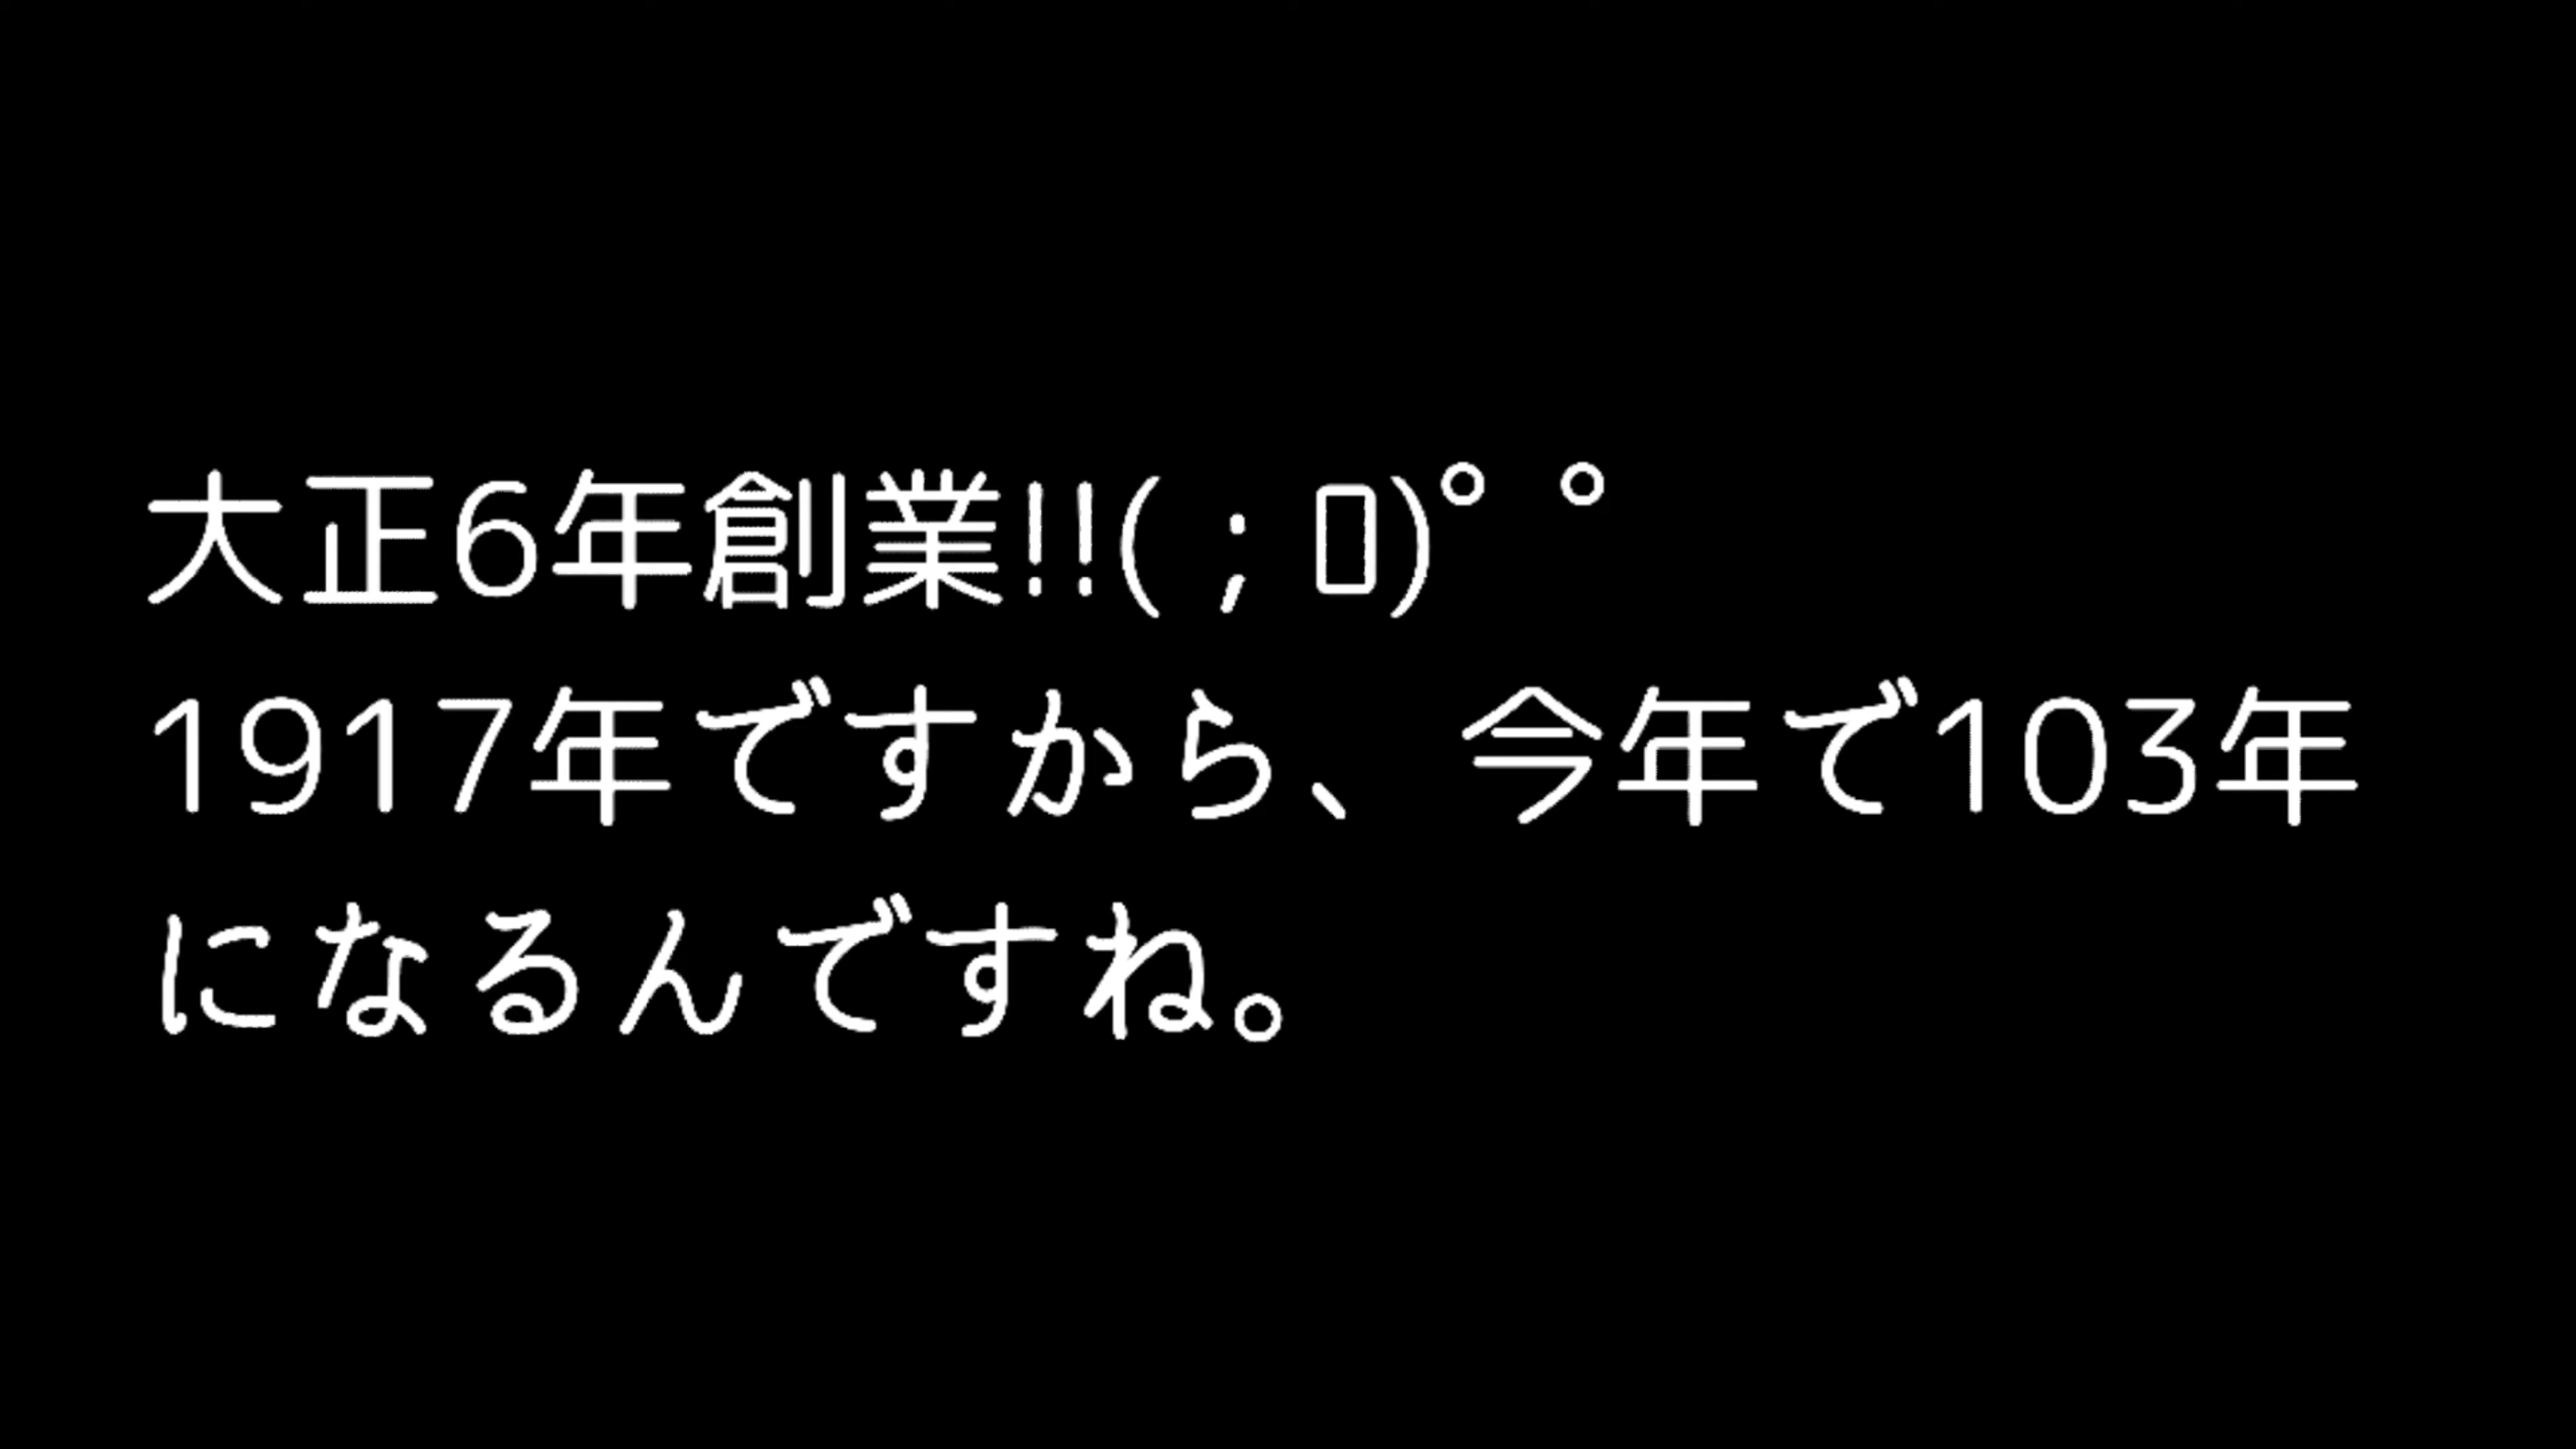 大正6年創業!!( ; ▯)ﾟ ﾟ
1917年ですから、今年で103年
になるんですね。